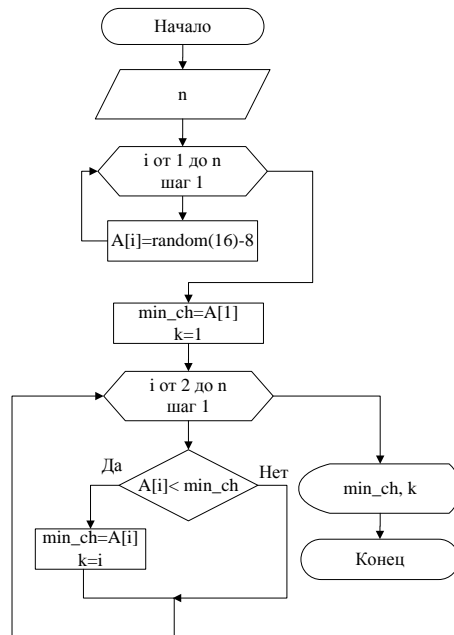 Начало
n
i от 1 до n
шаг 1
A[i]=random(16)-8
min_ch=A[1]
k=1
i от 2 до n
шаг 1
Да
A[i]< min_ch
Нет
min_ch=A[i]
k=i
min_ch, k
Конец